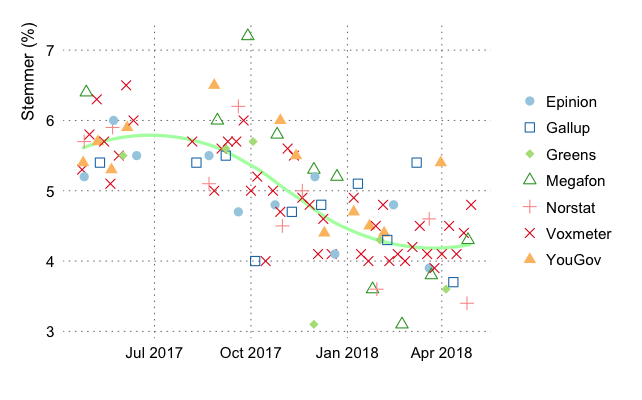 Stemmer (%)
7
6
5
4
3
Jul 2017
Oct 2017
Jan 2018
Apr 2018
Epinion
Gallup
Greens
Megafon
Norstat
Voxmeter
YouGov